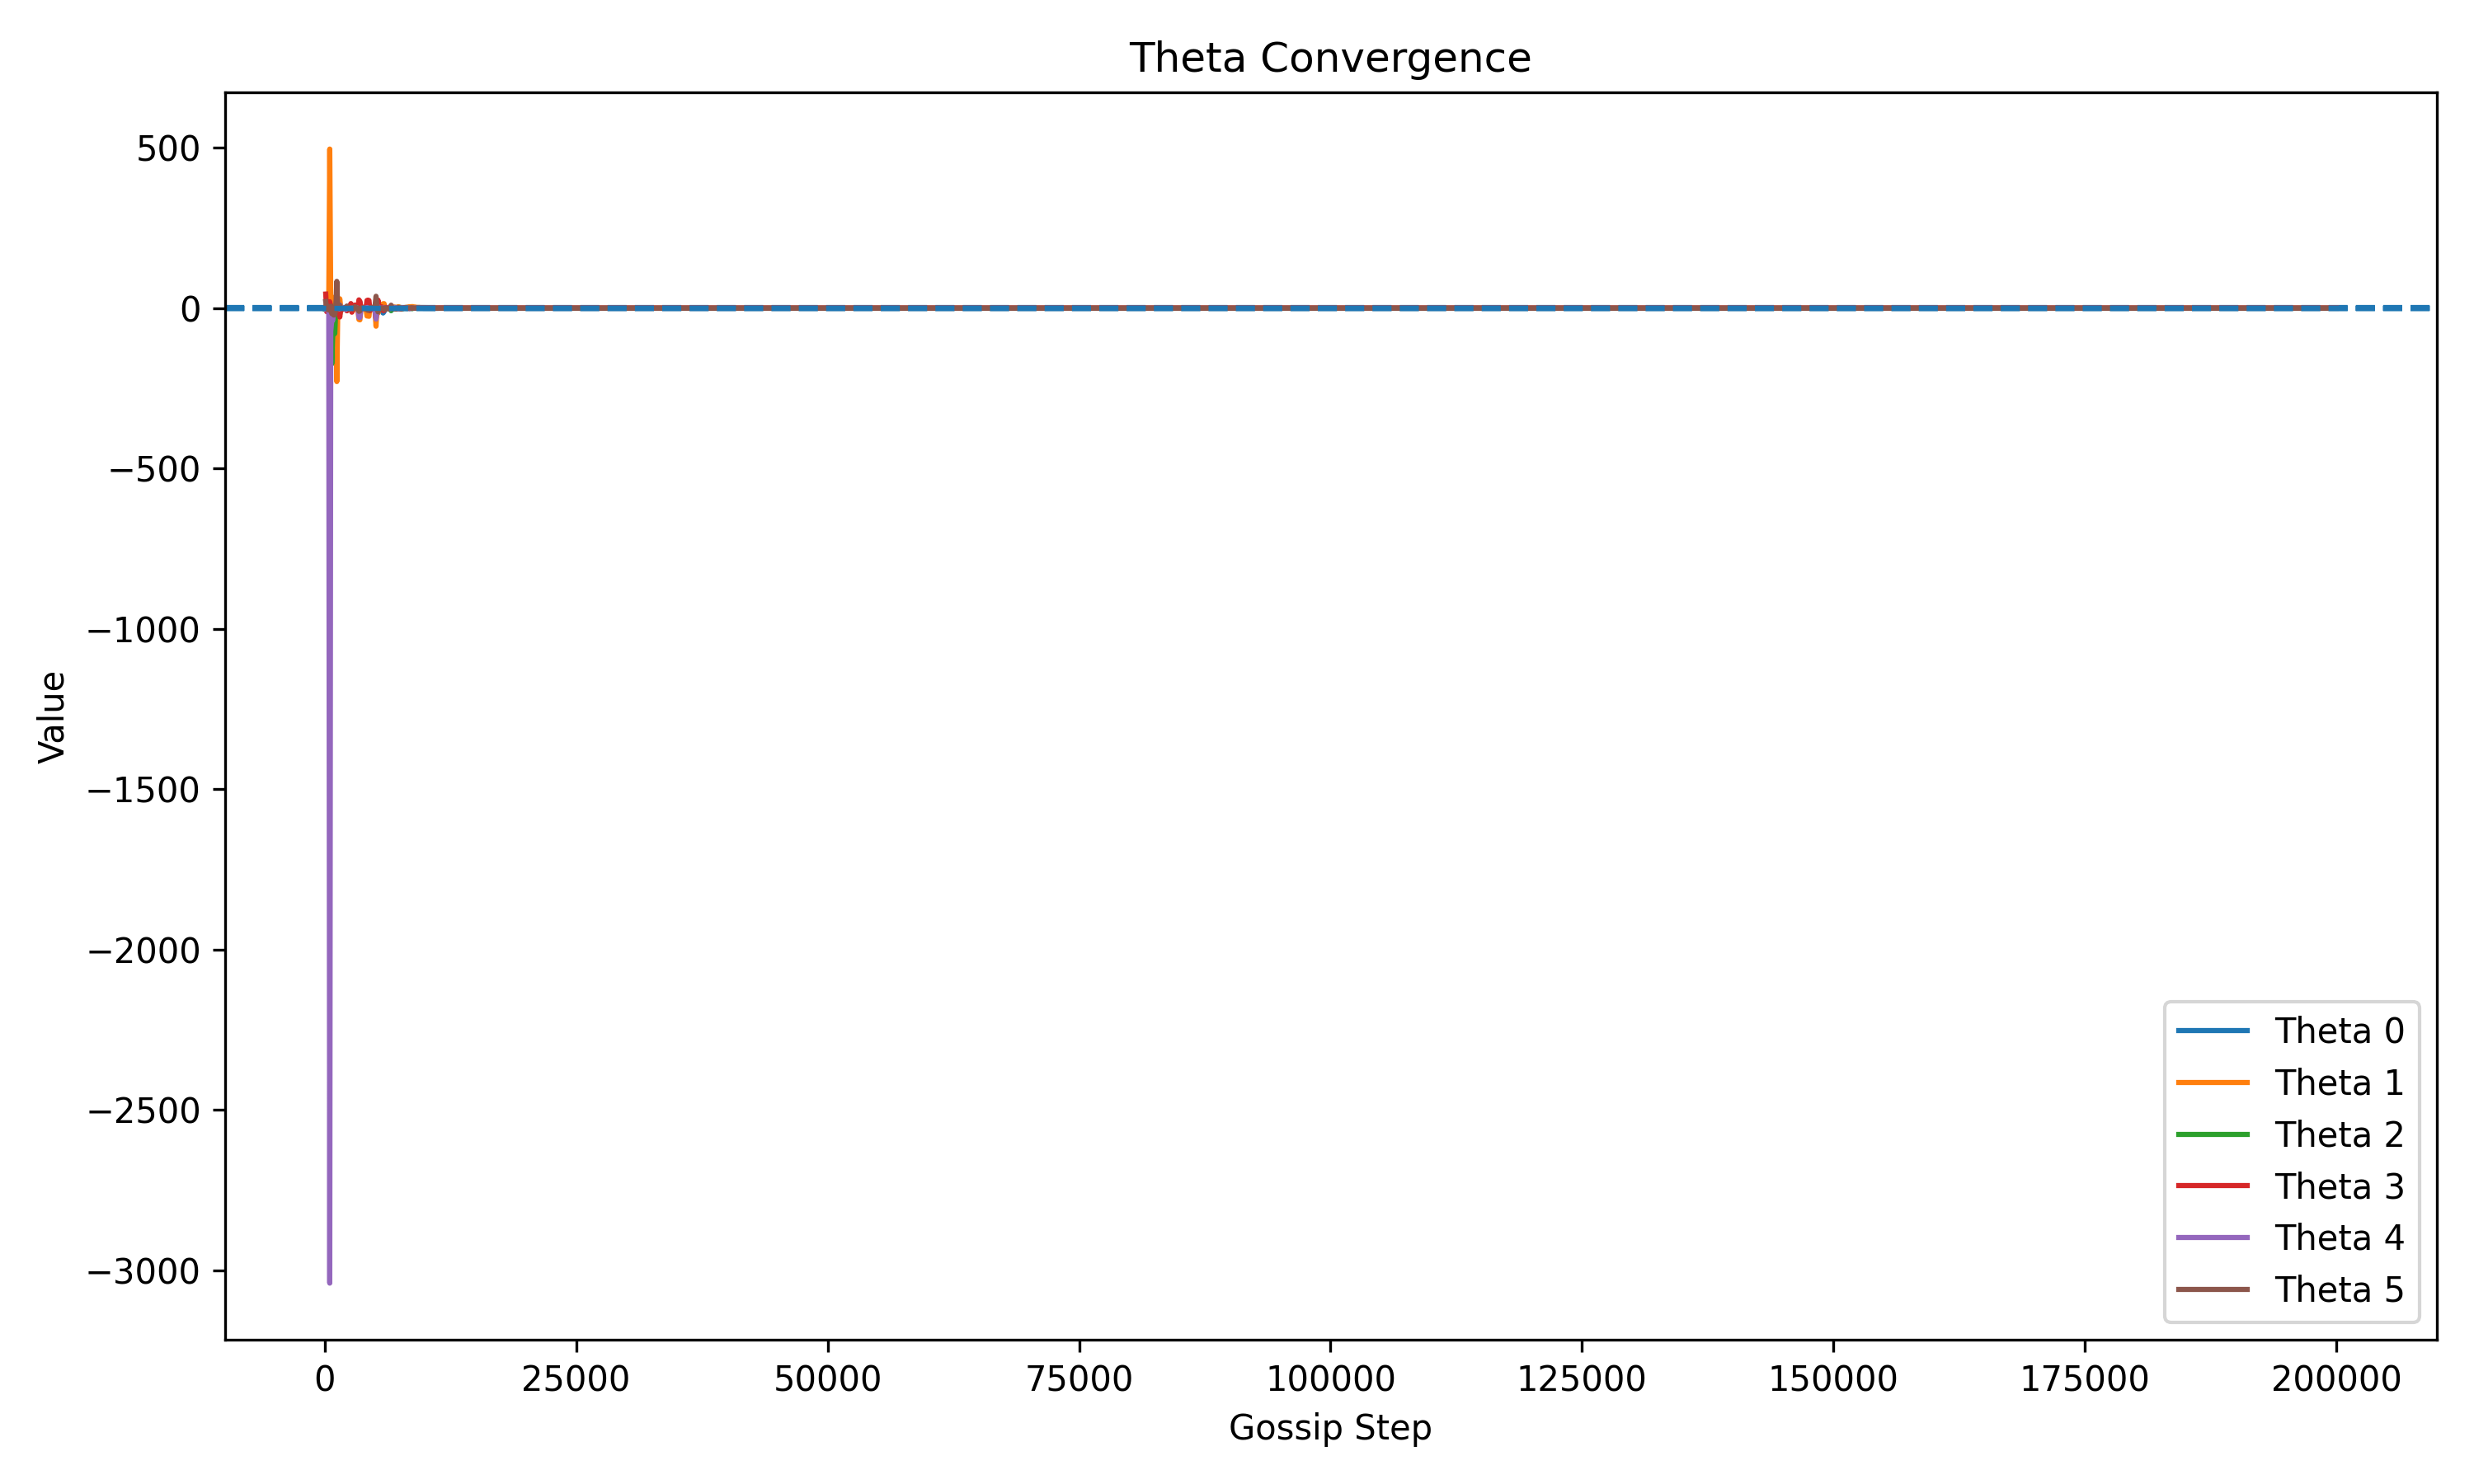 Theta Convergence
500
0
−500
−1000
−1500
−2000
−2500
−3000
Value
0 25000 50000 75000 100000 125000 150000 175000 200000
Gossip Step
Theta 0
Theta 1
Theta 2
Theta 3
Theta 4
Theta 5